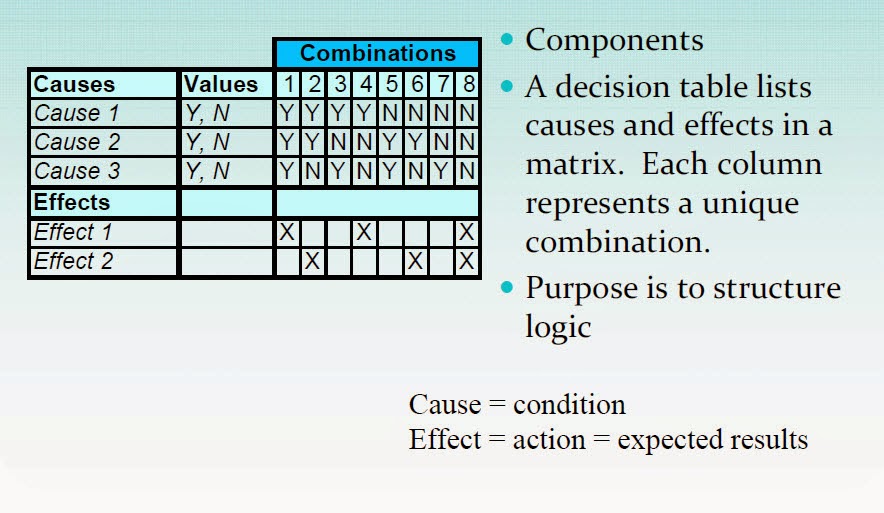 Combinations
Causes Values 1 2 3 4 5 6 7 8
Cause 1 Y, N Y Y Y Y N N N N
Cause 2 Y, N Y Y N N Y Y N N
Cause 3 Y, N Y N Y N Y N Y N
Effects
Effect 1 X X X
Effect 2 X X X
• Components
• A decision table lists
causes and effects in a
matrix. Each column
represents a unique
combination.
• Purpose is to structure
logic
Cause = condition
Effect = action = expected results